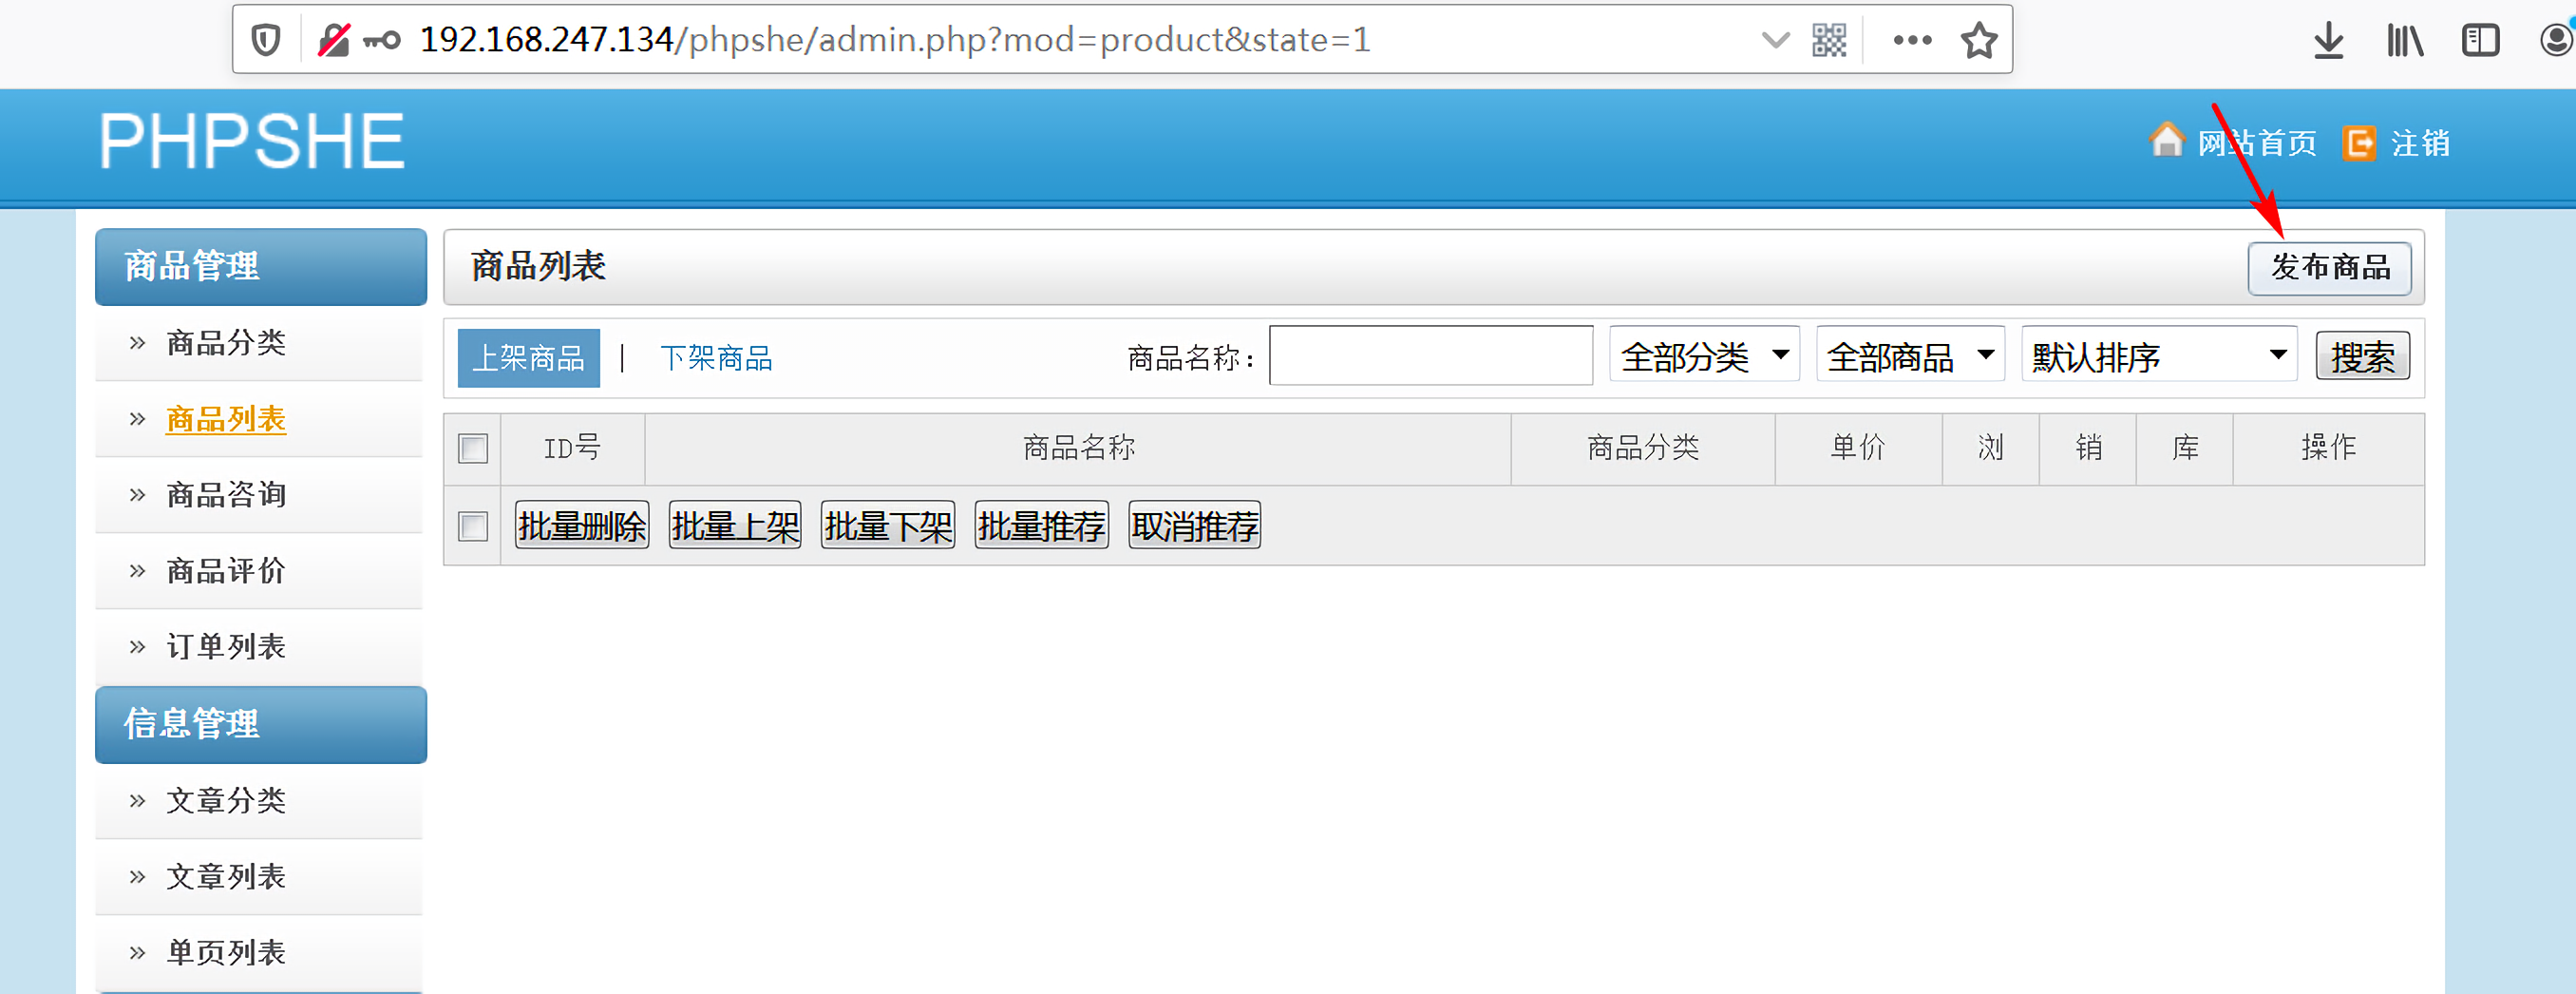 192.168.247.134/phpshe/admin.php?mod=product&state=1
PHPSHE
网站首页 注销
商品管理
商品分类
商品列表
商品咨询
商品评价
订单列表
信息管理
文章分类
文章列表
单页列表
商品列表 发布商品
上架商品 | 下架商品 商品名称: 全部分类 全部商品 默认排序 搜索
ID号 商品名称 商品分类 单价 浏 销 库 操作
批量删除 批量上架 批量下架 批量推荐 取消推荐